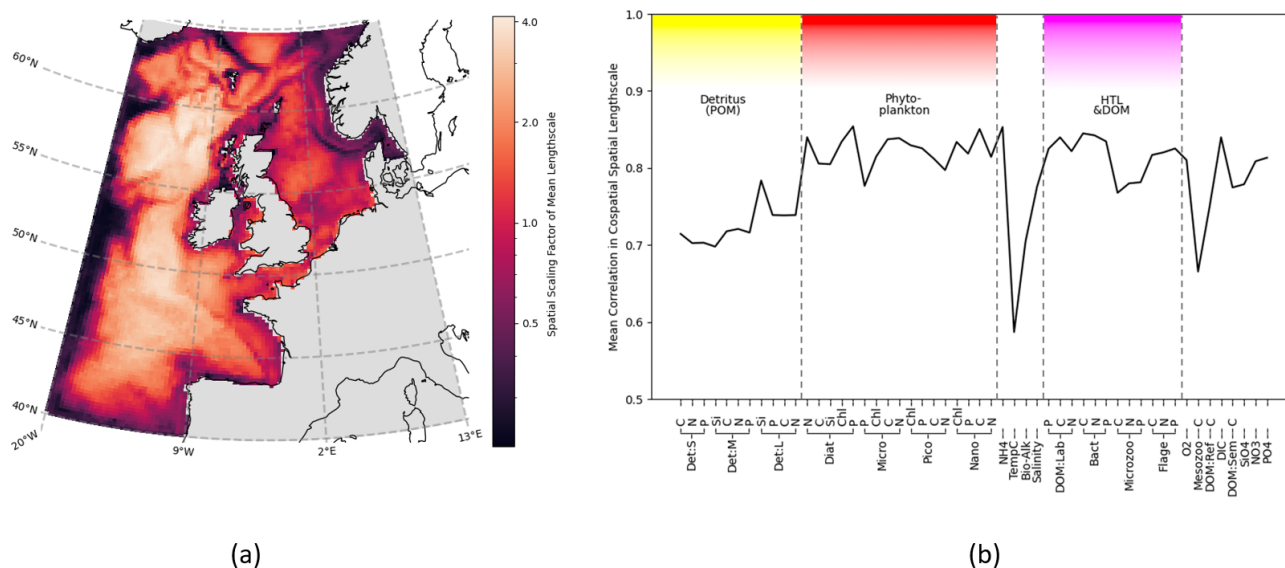 60°N
55°N
50°N
45°N
40°N
20°W
9°W
2°E
13°E
4.0
2.0
1.0
0.5
Spatial Scaling Factor of Mean Lengthscale
(a)
1.0
0.9
0.8
0.7
0.6
0.5
Mean Correlation in Cospatial Spatial Lengthscale
Detritus
(POM)
Phyto-
plankton
HTL
&DOM
C N P
Det:S
Si C N P
Det:M
Si P C N
Det:L
N C Si Chl P
Diat
P Chl C N
Micro
Chl P C N
Pico
Chl P C N
Nano
NH4
TempC
Bio-Alk
Salinity
P C N
DOM:Lab
C N P
Bact
P C N
Microzoo
C N P
Flage
O2
Mesozoo C
DOM:Ref C
DIC
DOM:Sem C
SiO4
NO3
PO4
(b)